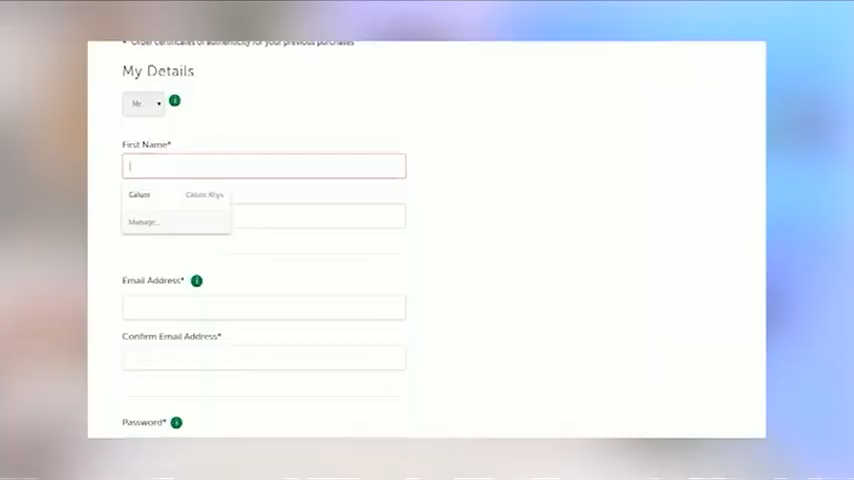 Order certificates of authenticity for your previous purchases
My Details
Mr
First Name*
Calum Calum Rhys
Manage...
Email Address*
Confirm Email Address*
Password*